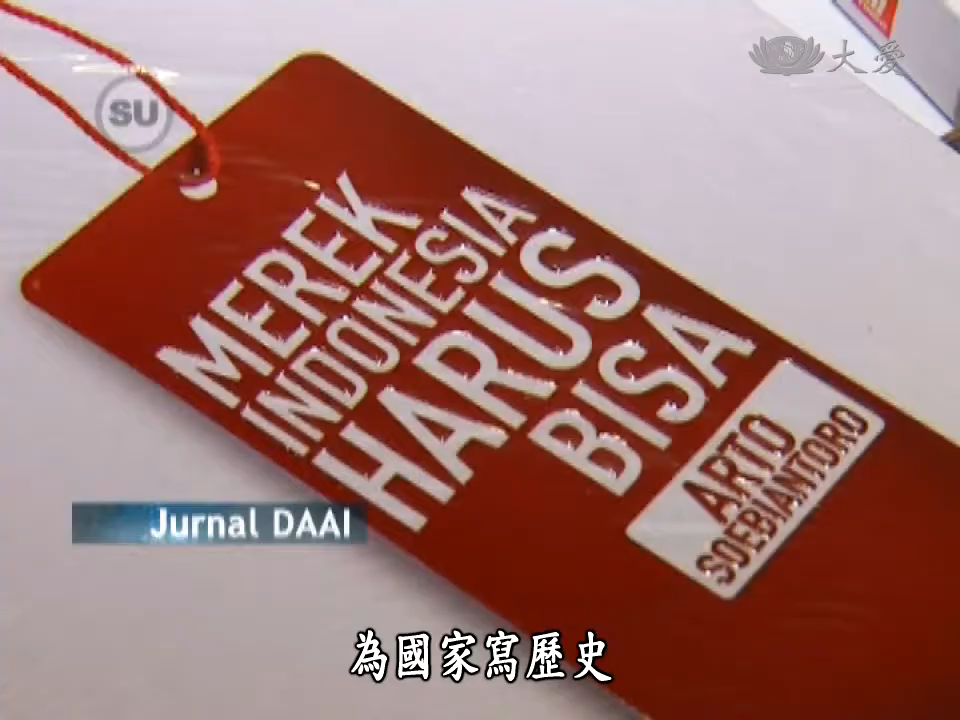 大愛
SU
MEREK
INDONESIA
HARUS
BISA
ARTO
SOEBIANTORO
Jurnal DAAI
為國家寫歷史